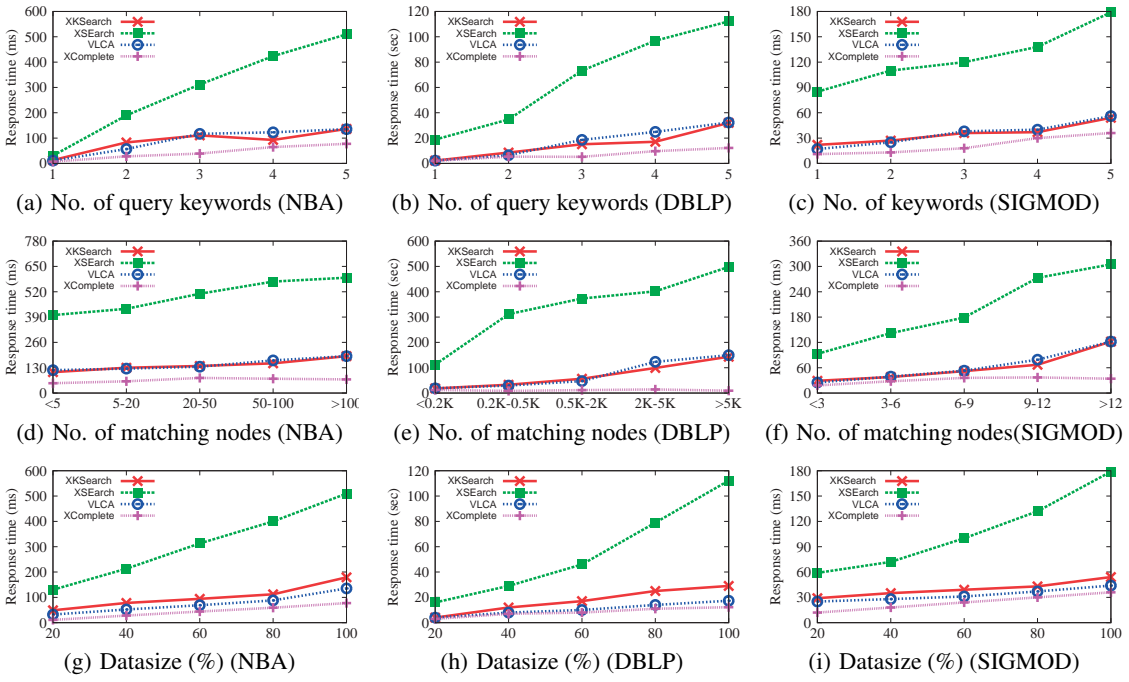 Response time (ms)
600
500
400
300
200
100
0
XKSearch
XSEarch
VLCA
XComplete
1 2 3 4 5
(a) No. of query keywords (NBA)
Response time (sec)
120
100
80
60
40
20
0
XKSearch
XSEarch
VLCA
XComplete
1 2 3 4 5
(b) No. of query keywords (DBLP)
Response time (ms)
180
150
120
90
60
30
0
XKSearch
XSEarch
VLCA
XComplete
1 2 3 4 5
(c) No. of keywords (SIGMOD)
Response time (ms)
780
650
520
390
260
130
0
XKSearch
XSEarch
VLCA
XComplete
<5 5-20 20-50 50-100 >100
(d) No. of matching nodes (NBA)
Response time (sec)
600
500
400
300
200
100
0
XKSearch
XSEarch
VLCA
XComplete
<0.2K 0.2K-0.5K 0.5K-2K 2K-5K >5K
(e) No. of matching nodes (DBLP)
Response time (ms)
360
300
240
180
120
60
0
XKSearch
XSEarch
VLCA
XComplete
<3 3-6 6-9 9-12 >12
(f) No. of matching nodes(SIGMOD)
Response time (ms)
600
500
400
300
200
100
0
XKSearch
XSEarch
VLCA
XComplete
20 40 60 80 100
(g) Datasize (%) (NBA)
Response time (sec)
120
100
80
60
40
20
0
XKSearch
XSEarch
VLCA
XComplete
20 40 60 80 100
(h) Datasize (%) (DBLP)
Response time (ms)
180
150
120
90
60
30
0
XKSearch
XSEarch
VLCA
XComplete
20 40 60 80 100
(i) Datasize (%) (SIGMOD)